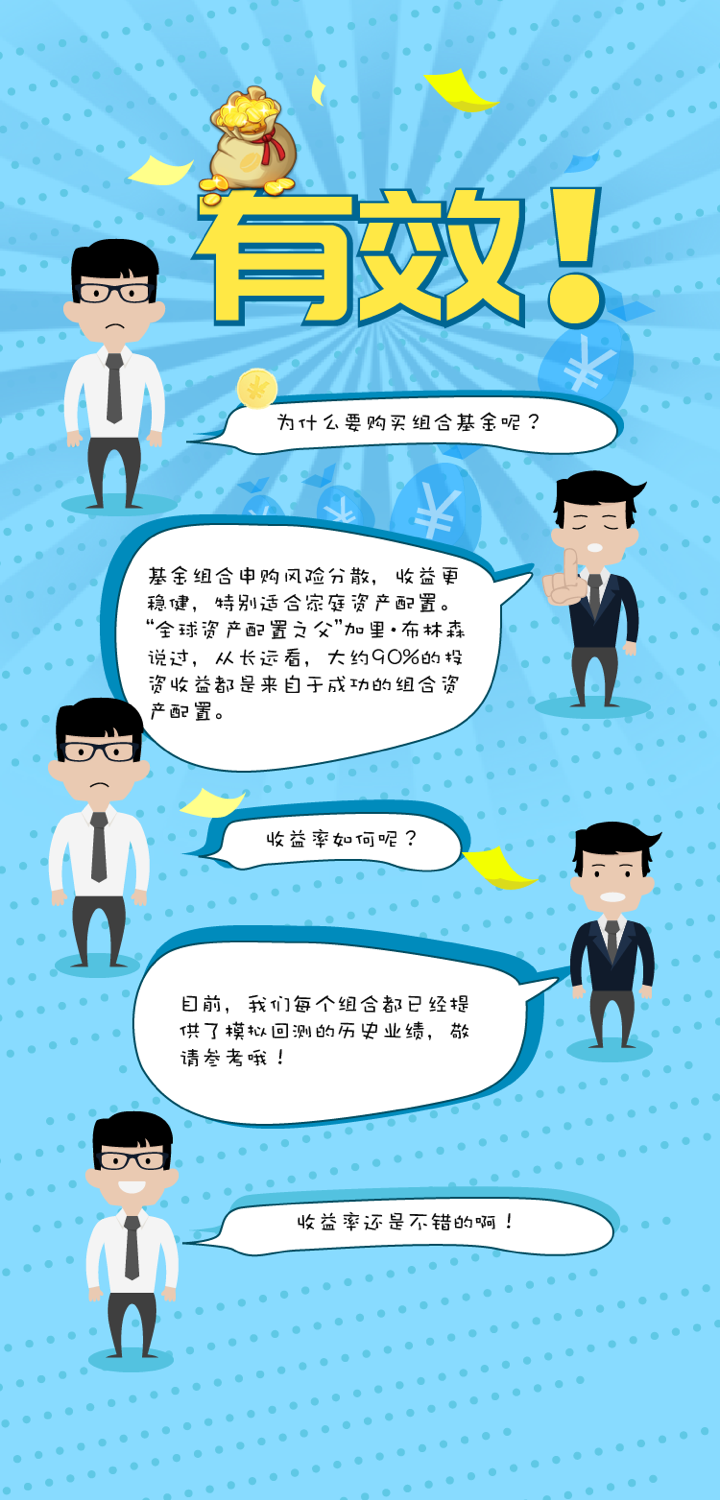 有效!
为什么要购买组合基金呢?
基金组合申购风险分散,收益更
稳健,特别适合家庭资产配置。
“全球资产配置之父”加里·布林森
说过,从长远看,大约90%的投
资收益都是来自于成功的组合资
产配置。
收益率如何呢?
目前,我们每个组合都已经提
供了模拟回测的历史业绩,敬
请参考哦!
收益率还是不错的啊!